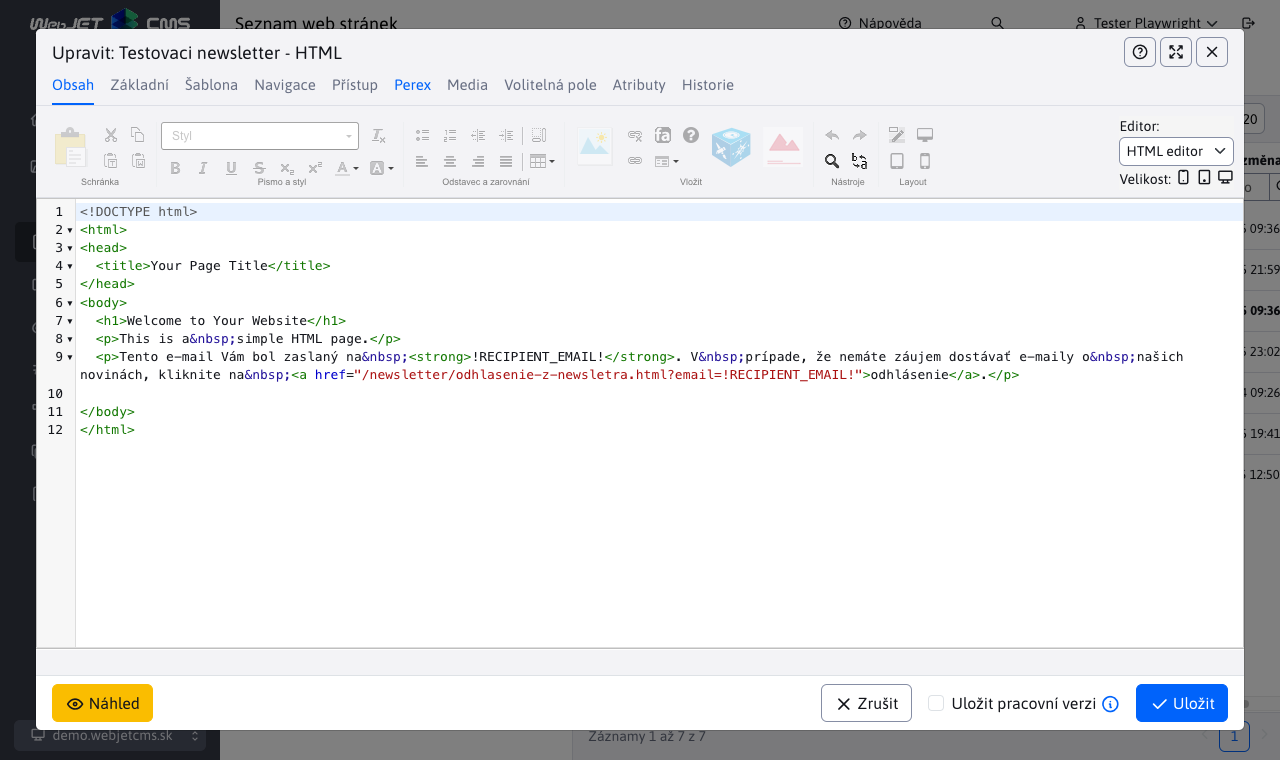 WebJET CMS
Seznam web stránek
Nápověda
Tester Playwright
Upravit: Testovaci newsletter - HTML
Obsah Základní Šablona Navigace Přístup Perex Media Volitelná pole Atributy Historie
Styl
Schránka
Písmo a styl
Odstavec a zarovnání
Vložit
Nástroje
Layout
Editor:
HTML editor
Velikost:
1 <!DOCTYPE html>
2 <html>
3 <head>
4 <title>Your Page Title</title>
5 </head>
6 <body>
7 <h1>Welcome to Your Website</h1>
8 <p>This is a&nbsp;simple HTML page.</p>
9 <p>Tento e-mail Vám bol zaslaný na&nbsp;<strong>!RECIPIENT_EMAIL!</strong>. V&nbsp;prípade, že nemáte záujem dostávať e-maily o&nbsp;našich
novinách, kliknite na&nbsp;<a href="/newsletter/odhlasenie-z-newsletra.html?email=!RECIPIENT_EMAIL!">odhlásenie</a>.</p>
10
11 </body>
12 </html>
20
změna
09:36
21:59
09:36
23:02
09:26
19:41
12:50
Náhled
Zrušit
Uložit pracovní verzi
Uložit
demo.webjetcms.sk
Záznamy 1 až 7 z 7
1